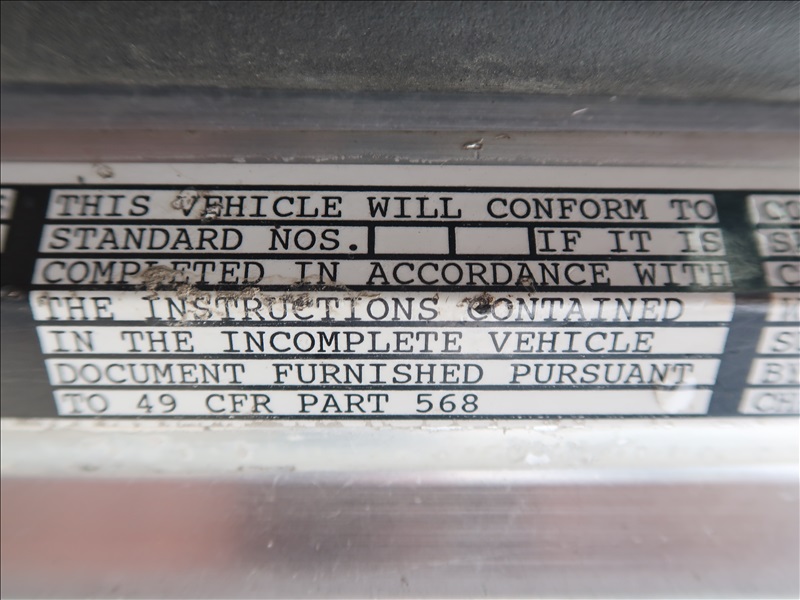 THIS VEHICLE WILL CONFORM TO
STANDARD NOS. IF IT IS
COMPLETED IN ACCORDANCE WITH
THE INSTRUCTIONS CONTAINED
IN THE INCOMPLETE VEHICLE
DOCUMENT FURNISHED PURSUANT
TO 49 CFR PART 568